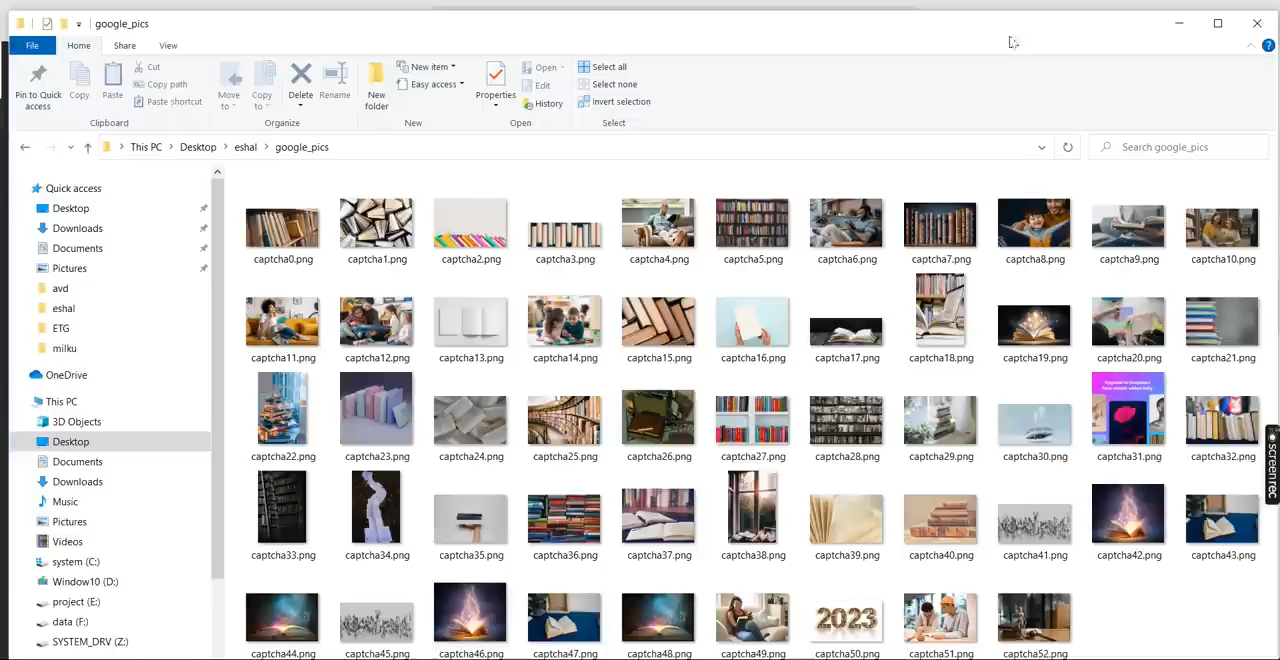 google_pics
File Home Share View
Pin to Quick access
Copy
Paste
Cut
Copy path
Paste shortcut
Clipboard
Move to
Copy to
Delete
Rename
Organize
New folder
New item
Easy access
New
Properties
Open
Edit
History
Open
Select all
Select none
Invert selection
Select
This PC > Desktop > eshal > google_pics
Search google_pics
Quick access
Desktop
Downloads
Documents
Pictures
avd
eshal
ETG
milku
OneDrive
This PC
3D Objects
Desktop
Documents
Downloads
Music
Pictures
Videos
system (C:)
Window10 (D:)
project (E:)
data (F:)
SYSTEM_DRV (Z:)
captcha0.png captcha1.png captcha2.png captcha3.png captcha4.png captcha5.png captcha6.png captcha7.png captcha8.png captcha9.png captcha10.png
captcha11.png captcha12.png captcha13.png captcha14.png captcha15.png captcha16.png captcha17.png captcha18.png captcha19.png captcha20.png captcha21.png
captcha22.png captcha23.png captcha24.png captcha25.png captcha26.png captcha27.png captcha28.png captcha29.png captcha30.png captcha31.png captcha32.png
captcha33.png captcha34.png captcha35.png captcha36.png captcha37.png captcha38.png captcha39.png captcha40.png captcha41.png captcha42.png captcha43.png
2023
captcha44.png captcha45.png captcha46.png captcha47.png captcha48.png captcha49.png captcha50.png captcha51.png captcha52.png
screenrec